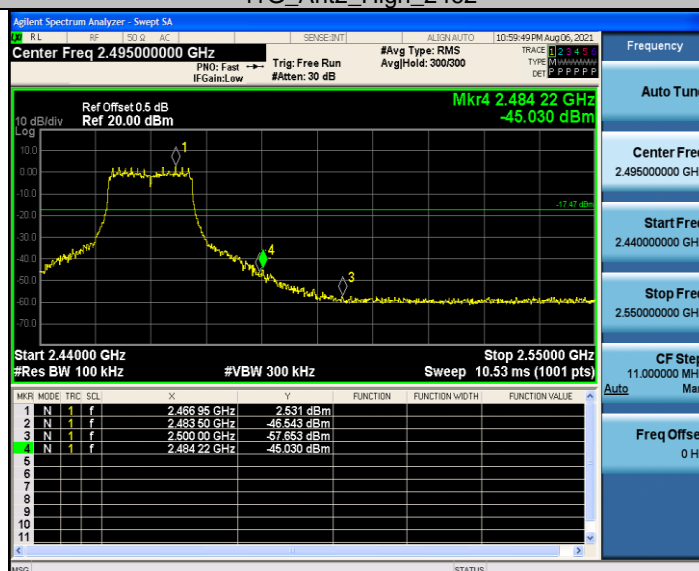 11G_Ant2_High_2462
Agilent Spectrum Analyzer - Swept SA
RL RF 50 Ω AC SENSE:INT ALIGN AUTO 10:59:49 PM Aug 06, 2021
Center Freq 2.495000000 GHz
PNO: Fast
IFGain:Low
Trig: Free Run
#Atten: 30 dB
#Avg Type: RMS
Avg|Hold: 300/300
TRACE 1 2 3 4 5 6
TYPE M
DET P P P P P P
Frequency
Auto Tune
Center Freq
2.495000000 GH
Start Freq
2.440000000 GH
Stop Freq
2.550000000 GH
CF Step
11.000000 MH
Auto Ma
Freq Offse
0 H
Ref Offset 0.5 dB
10 dB/div Ref 20.00 dBm
Log
Mkr4 2.484 22 GHz
-45.030 dBm
10.0
0.00
-10.0
-20.0
-30.0
-40.0
-50.0
-60.0
-70.0
1
-17.47 dBm
4
3
Start 2.44000 GHz Stop 2.55000 GHz
#Res BW 100 kHz #VBW 300 kHz Sweep 10.53 ms (1001 pts)
MKR MODE TRC SCL X Y FUNCTION FUNCTION WIDTH FUNCTION VALUE
1 N 1 f 2.466 95 GHz 2.531 dBm
2 N 1 f 2.483 50 GHz -46.543 dBm
3 N 1 f 2.500 00 GHz -57.653 dBm
4 N 1 f 2.484 22 GHz -45.030 dBm
5
6
7
8
9
10
11
MSG STATUS